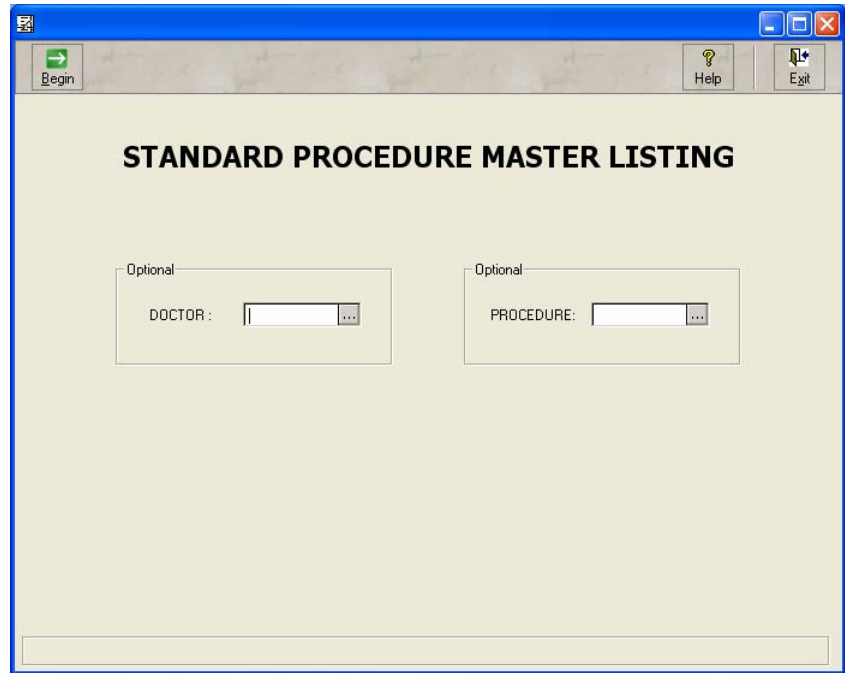 Begin
Help
Exit
STANDARD PROCEDURE MASTER LISTING
Optional
DOCTOR :
...
Optional
PROCEDURE:
...